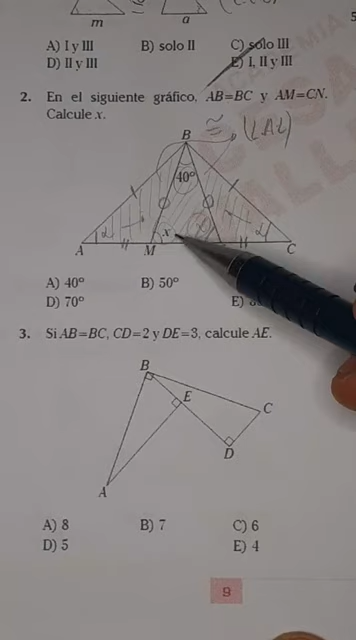 m
a
A) I y III
B) solo II
C) solo III
D) II y III
E) I, II y III
2. En el siguiente gráfico, AB=BC y AM=CN.
Calcule x.
B
≅ (LAL)
40°
α
x
α
A
M
C
A) 40°
B) 50°
D) 70°
3. Si AB=BC, CD=2 y DE=3, calcule AE.
B
E
C
D
A
A) 8
B) 7
C) 6
D) 5
E) 4
9